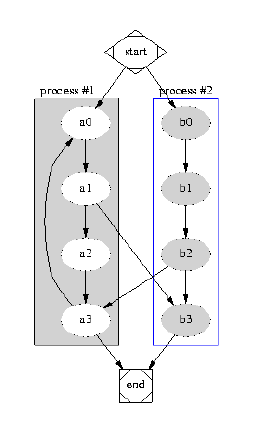 start
process #1 process #2
a0 b0
a1 b1
a2 b2
a3 b3
end